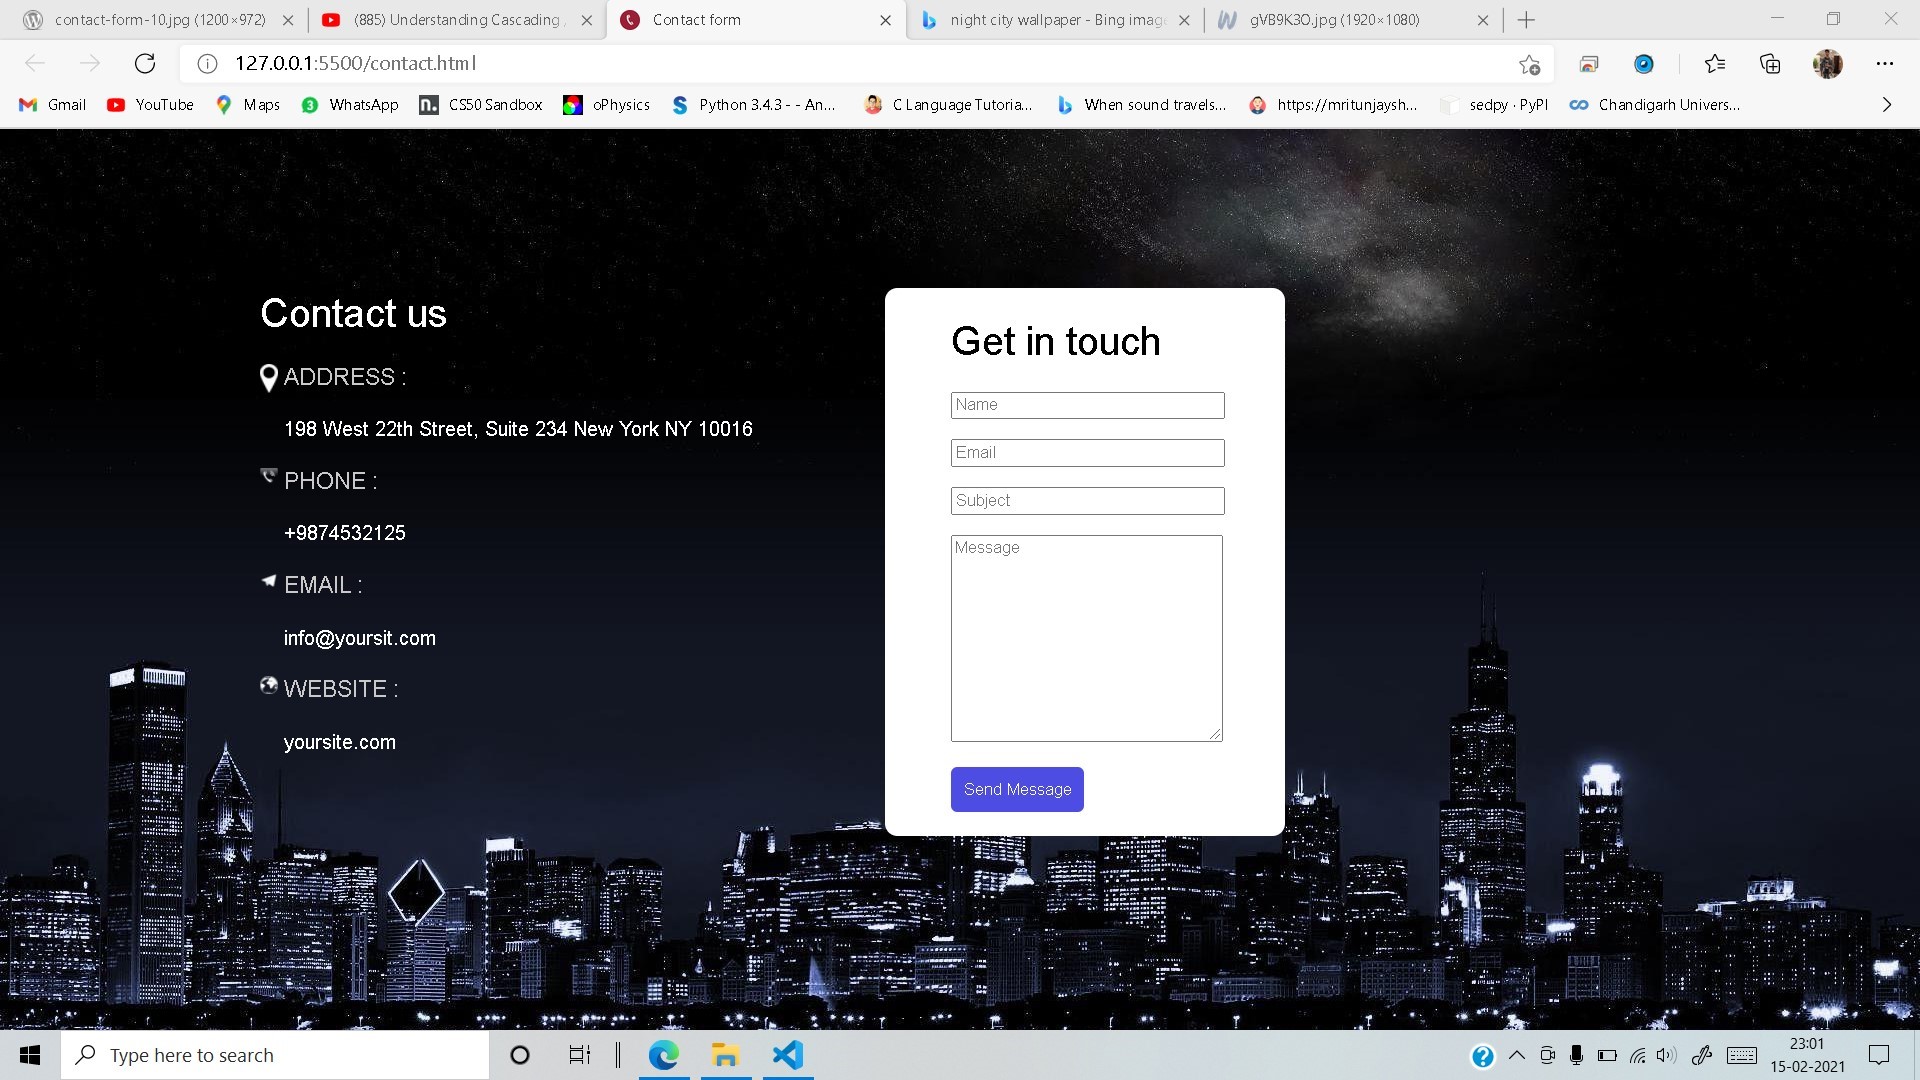 contact-form-10.jpg (1200×972)
(885) Understanding Cascading
Contact form
night city wallpaper - Bing image
gVB9K3O.jpg (1920×1080)
127.0.0.1:5500/contact.html
Gmail
YouTube
Maps
3
WhatsApp
n.
CS50 Sandbox
oPhysics
S
Python 3.4.3 - - An...
C Language Tutoria...
When sound travels...
https://mritunjaysh...
sedpy · PyPI
Chandigarh Univers...
Contact us
ADDRESS :
198 West 22th Street, Suite 234 New York NY 10016
PHONE :
+9874532125
EMAIL :
info@yoursit.com
WEBSITE :
yoursite.com
Get in touch
Name
Email
Subject
Message
Send Message
Type here to search
23:01
15-02-2021